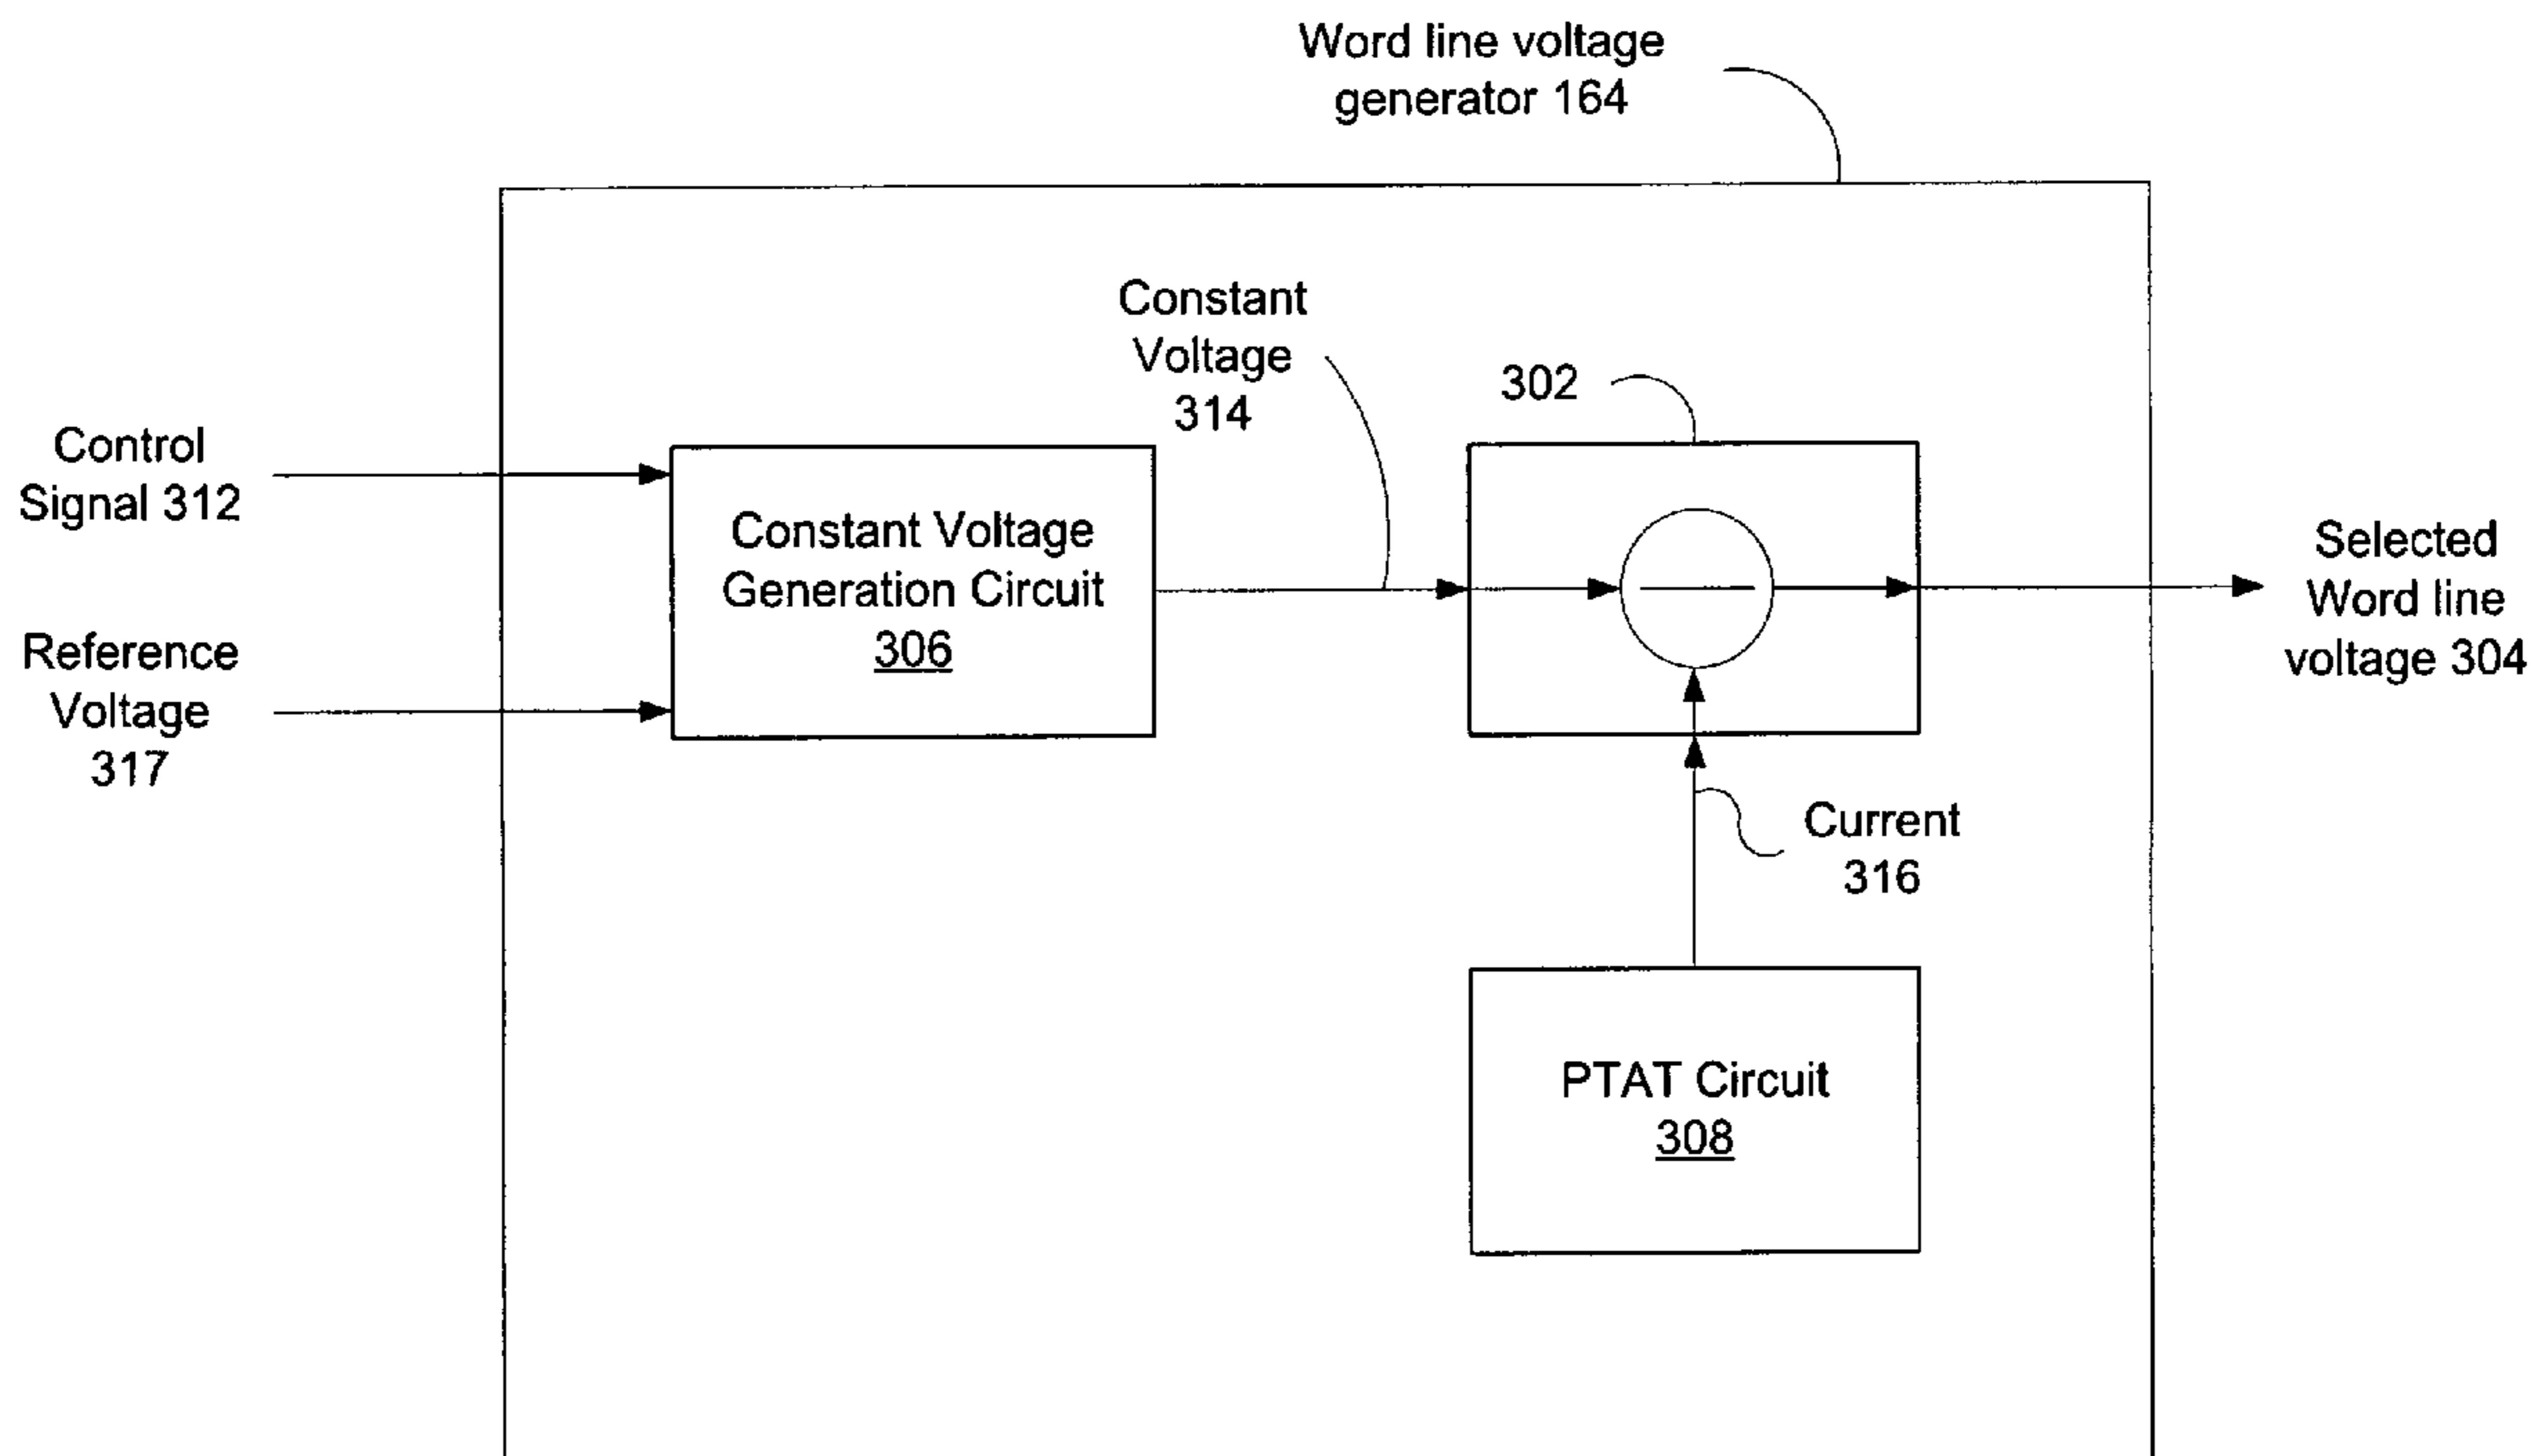 Word line voltage
generator 164
Constant
Voltage
314
302
Control
Signal 312
Constant Voltage
Generation Circuit
306
Selected
Word line
voltage 304
Reference
Voltage
317
Current
316
PTAT Circuit
308